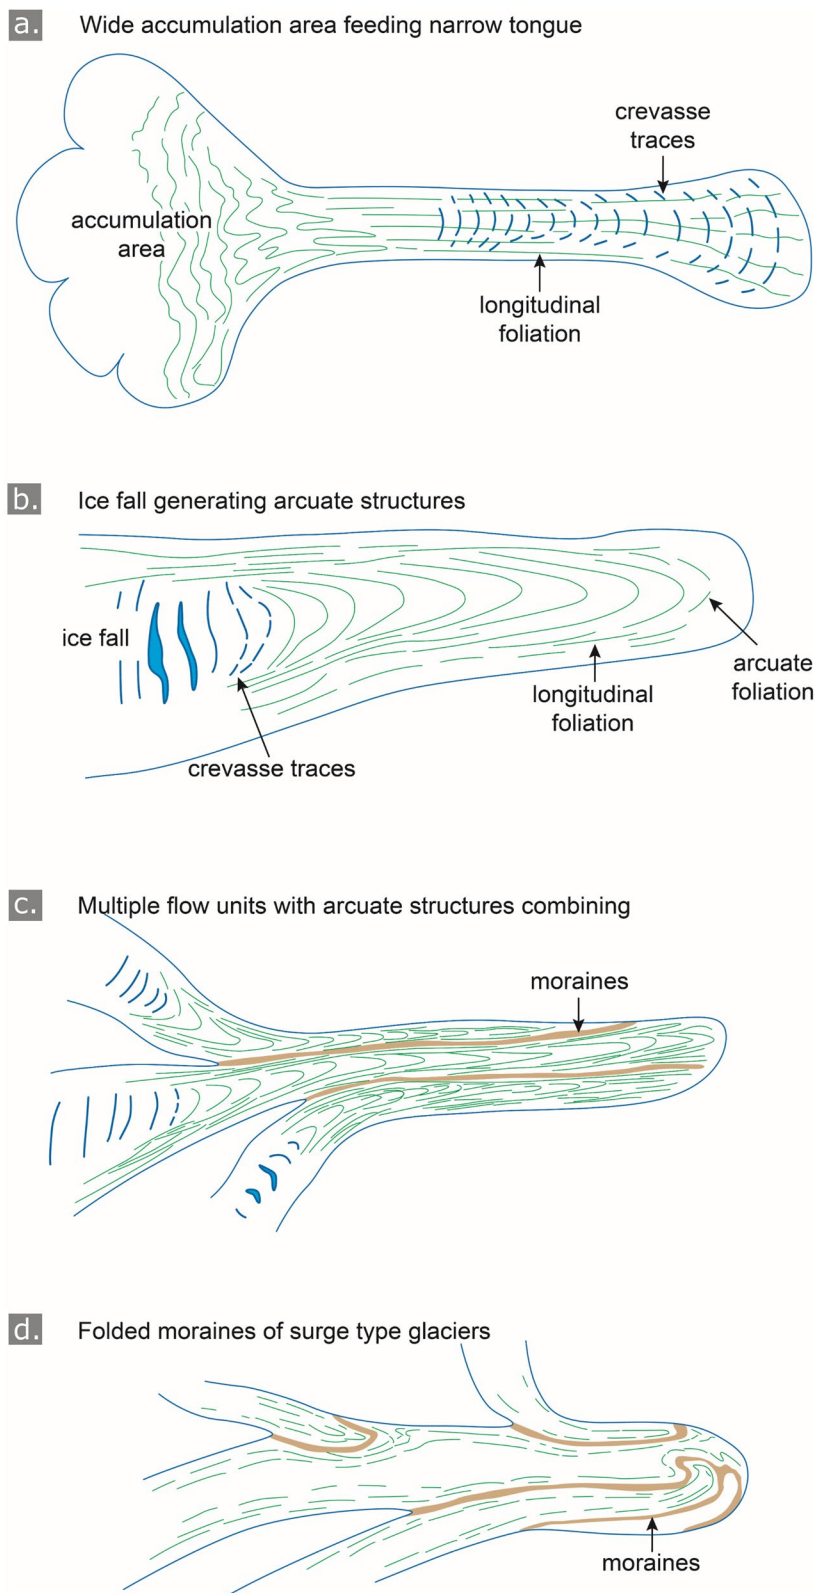 a. Wide accumulation area feeding narrow tongue
crevasse
traces
accumulation
area
longitudinal
foliation
b. Ice fall generating arcuate structures
ice fall
arcuate
foliation
longitudinal
foliation
crevasse traces
c. Multiple flow units with arcuate structures combining
moraines
d. Folded moraines of surge type glaciers
moraines